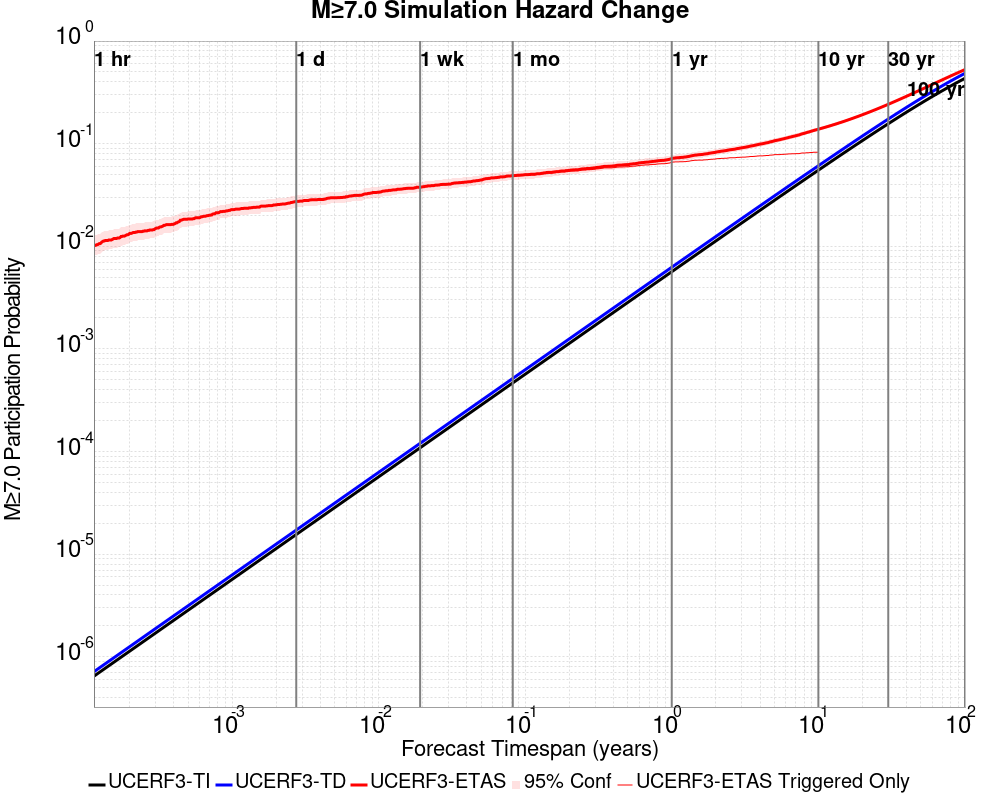 M≥7.0 Simulation Hazard Change
10^0
10^-1
10^-2
10^-3
10^-4
10^-5
10^-6
M≥7.0 Participation Probability
1 hr
1 d
1 wk
1 mo
1 yr
10 yr
30 yr
100 yr
10^-3
10^-2
10^-1
10^0
10^1
10^2
Forecast Timespan (years)
UCERF3-TI UCERF3-TD UCERF3-ETAS 95% Conf UCERF3-ETAS Triggered Only